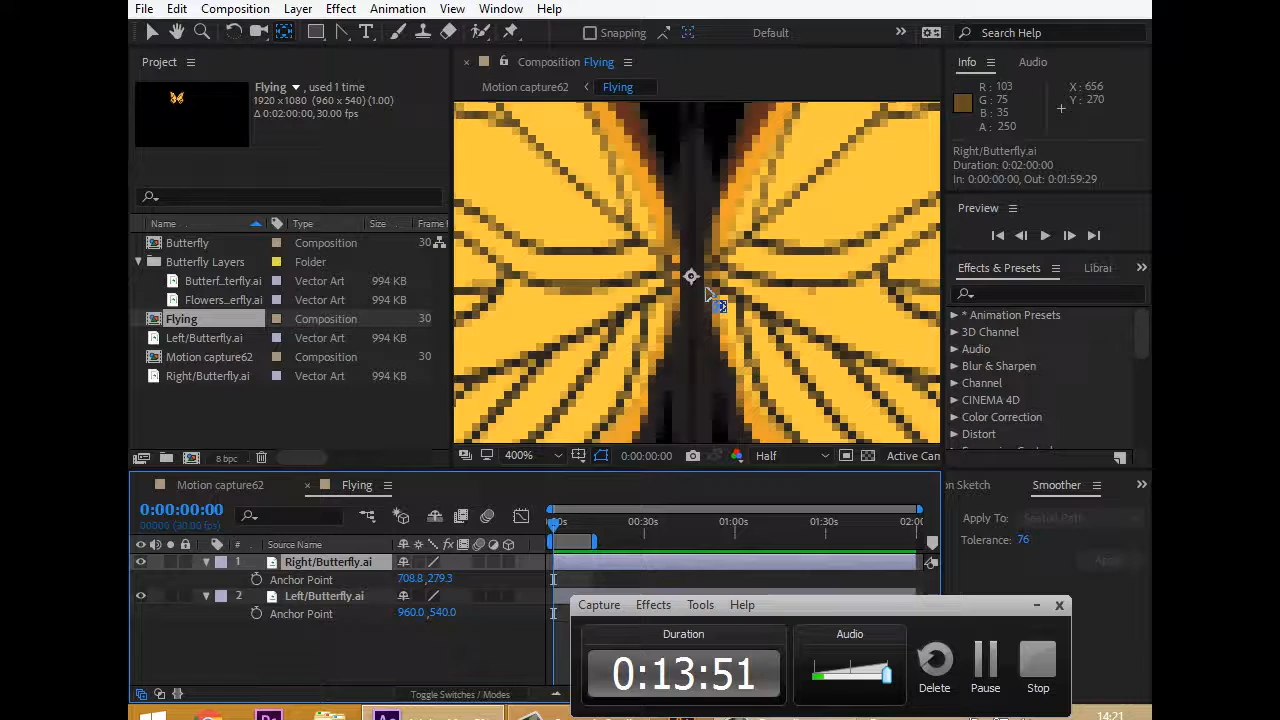 File Edit Composition Layer Effect Animation View Window Help
Snapping Default Search Help
Project
Flying , used 1 time
1920 x1080 (960 x 540) (1.00)
Δ 0:02:00:00, 30.00 fps
Name Type Size Frame
Butterfly Composition 30
Butterfly Layers Folder
Butterf...terfly.ai Vector Art 994 KB
Flowers...erfly.ai Vector Art 994 KB
Flying Composition 30
Left/Butterfly.ai Vector Art 994 KB
Motion capture62 Composition 30
Right/Butterfly.ai Vector Art 994 KB
8 bpc
Composition Flying
Motion capture62 Flying
400% 0:00:00:00 Half Active Can
Info Audio
R : 103 X : 656
G : 75 Y : 270
B : 35
A : 250
Right/Butterfly.ai
Duration: 0:02:00:00
In: 0:00:00:00, Out: 0:01:59:29
Preview
Effects & Presets Librai
* Animation Presets
3D Channel
Audio
Blur & Sharpen
Channel
CINEMA 4D
Color Correction
Distort
Motion capture62 Flying
0:00:00:00
00000 (30.00 fps)
00:30s 01:00s 01:30s 02:00
# Source Name
1 Right/Butterfly.ai
Anchor Point 708.8,279.3
2 Left/Butterfly.ai
Anchor Point 960.0,540.0
Toggle Switches / Modes
n Sketch Smoother
Apply To: Spatial Path
Tolerance: 76
Apply
Capture Effects Tools Help
Duration Audio
0:13:51
Delete Pause Stop
14:21